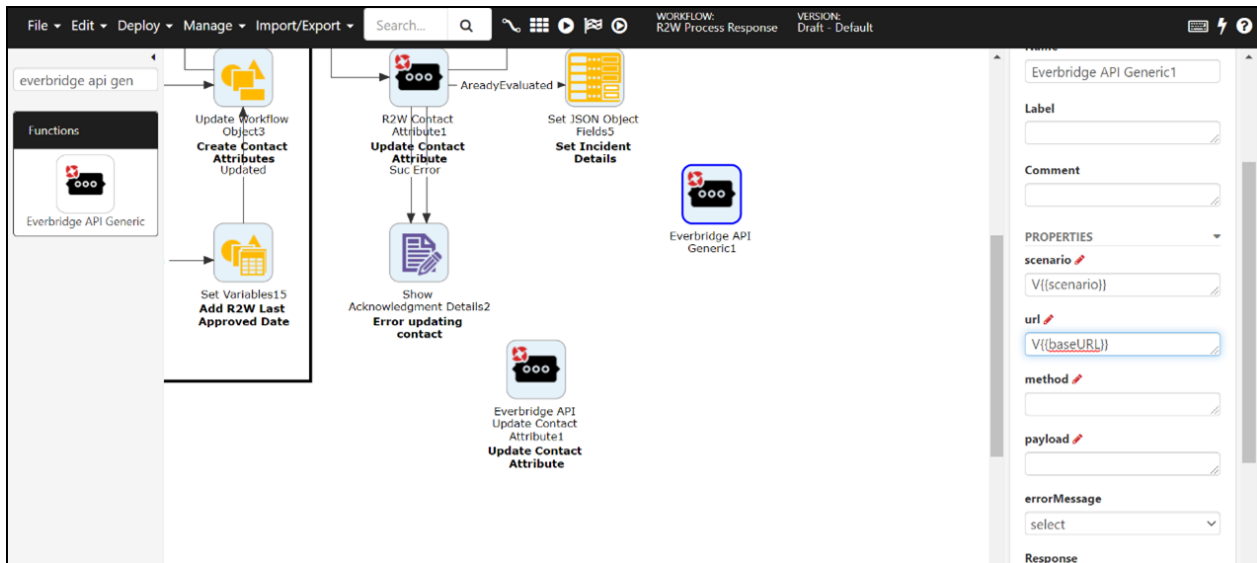 File Edit Deploy Manage Import/Export Search...
WORKFLOW:
R2W Process Response
VERSION:
Draft - Default
everbridge api gen
Functions
Everbridge API Generic
Update Workflow
Object3
Create Contact
Attributes
Updated
Set Variables15
Add R2W Last
Approved Date
R2W Contact
Attribute1
Update Contact
Attribute
Suc Error
AreadyEvaluated
Set JSON Object
Fields5
Set Incident
Details
Show
Acknowledgment Details2
Error updating
contact
Everbridge API
Generic1
Everbridge API
Update Contact
Attribute1
Update Contact
Attribute
Name
Everbridge API Generic1
Label
Comment
PROPERTIES
scenario
V{{scenario}}
url
V{{baseURL}}
method
payload
errorMessage
select
Response